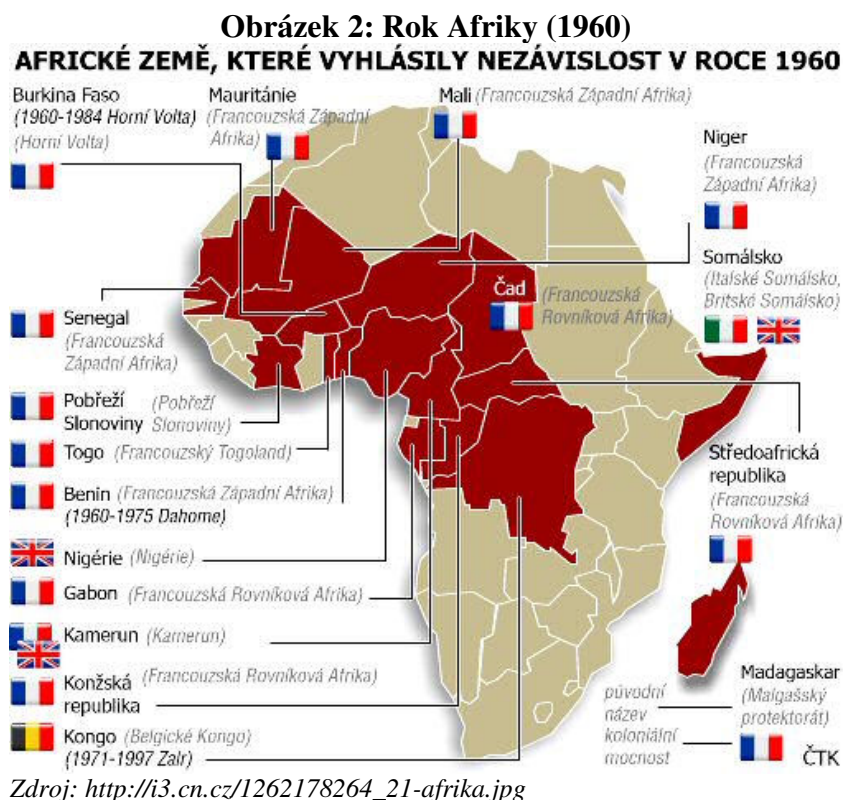 Obrázek 2: Rok Afriky (1960)
AFRICKÉ ZEMĚ, KTERÉ VYHLÁSILY NEZÁVISLOST V ROCE 1960
Burkina Faso
(1960-1984 Horní Volta)
(Horní Volta)
Mauritánie
(Francouzská Západní
Afrika)
Mali (Francouzská Západní Afrika)
Niger
(Francouzská
Západní Afrika)
Somálsko
(Italské Somálsko,
Britské Somálsko)
Čad
(Francouzská
Rovníková Afrika)
Senegal
(Francouzská
Západní Afrika)
Pobřeží
Slonoviny
(Pobřeží
Slonoviny)
Togo (Francouzský Togoland)
Benin (Francouzská Západní Afrika)
(1960-1975 Dahome)
Nigérie (Nigérie)
Gabon (Francouzská Rovníková Afrika)
Kamerun (Kamerun)
Konžská
republika
(Francouzská Rovníková Afrika)
Kongo (Belgické Kongo)
(1971-1997 Zair)
Středoafrická
republika
(Francouzská
Rovníková Afrika)
Madagaskar
(Malgašský
protektorát)
původní
název
koloniální
mocnost
ČTK
Zdroj: http://i3.cn.cz/1262178264_21-afrika.jpg